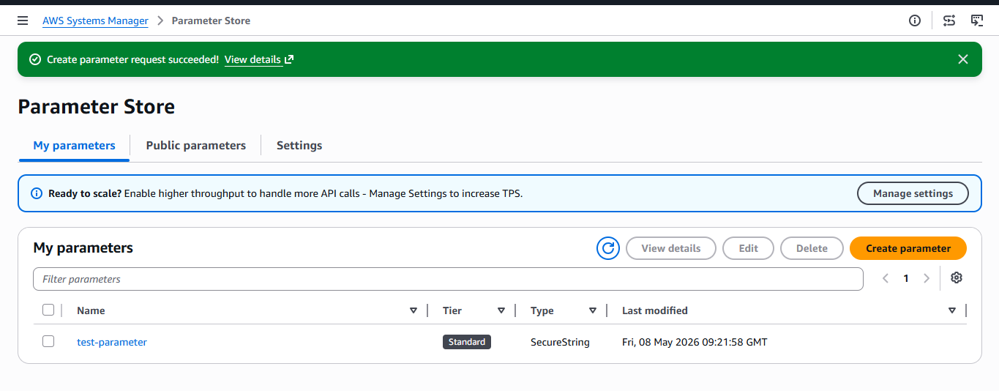 AWS Systems Manager > Parameter Store
Create parameter request succeeded! View details
Parameter Store
My parameters Public parameters Settings
Ready to scale? Enable higher throughput to handle more API calls - Manage Settings to increase TPS. Manage settings
My parameters View details Edit Delete Create parameter
Filter parameters 1
Name Tier Type Last modified
test-parameter Standard SecureString Fri, 08 May 2026 09:21:58 GMT